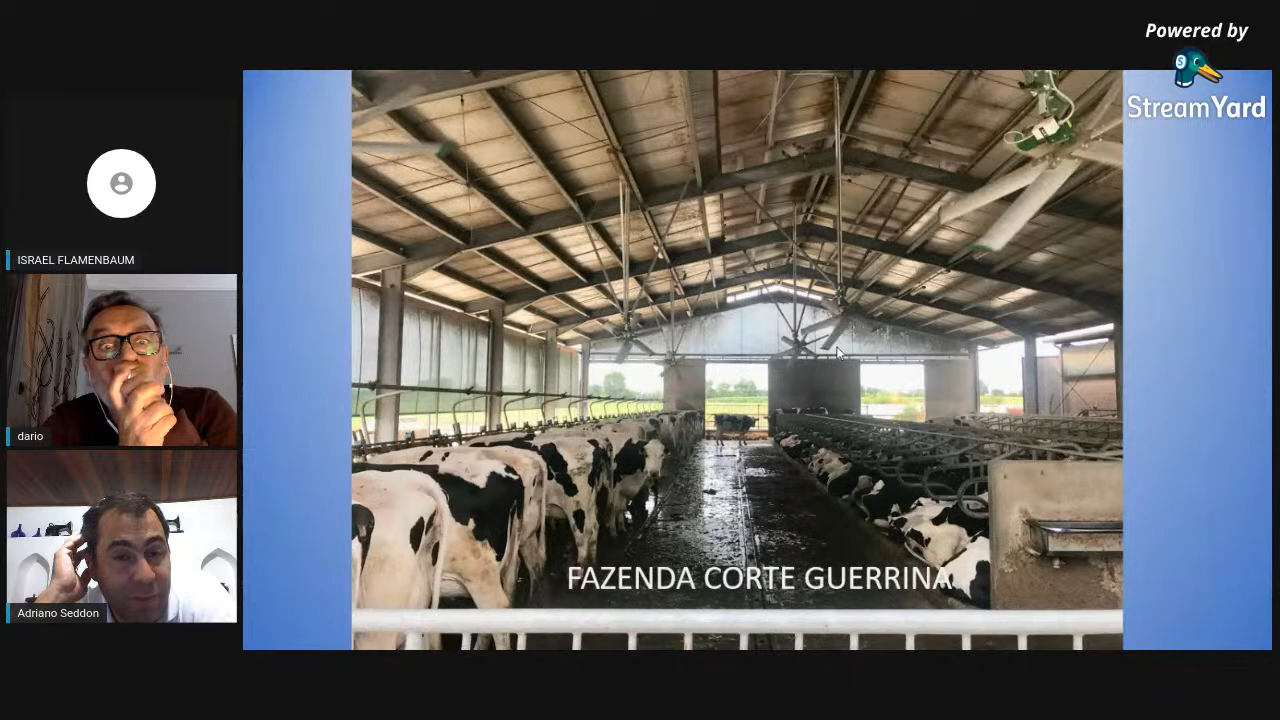 Powered by
StreamYard
ISRAEL FLAMENBAUM
dario
Adriano Seddon
FAZENDA CORTE GUERRINA